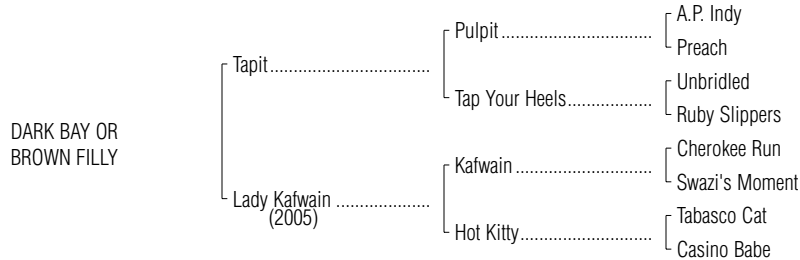 A.P. Indy
Pulpit
Preach
Tapit
Unbridled
Tap Your Heels
Ruby Slippers
DARK BAY OR
BROWN FILLY
Cherokee Run
Kafwain
Swazi's Moment
Lady Kafwain
(2005)
Tabasco Cat
Hot Kitty
Casino Babe